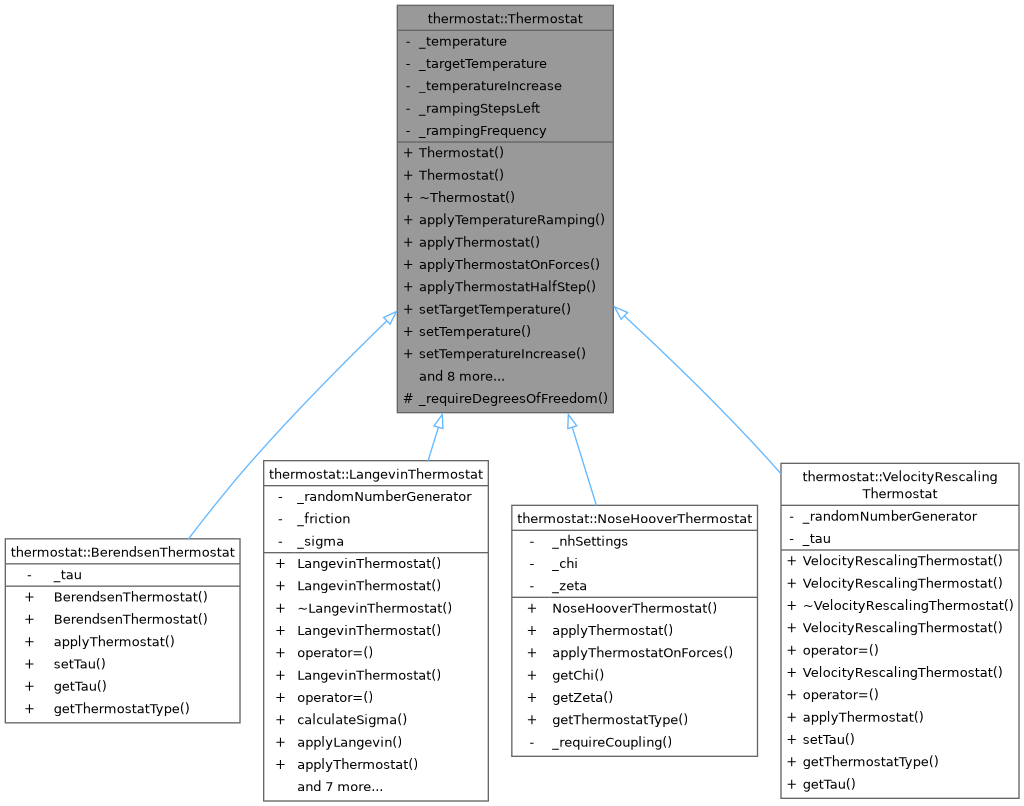 thermostat::Thermostat
- _temperature
- _targetTemperature
- _temperatureIncrease
- _rampingStepsLeft
- _rampingFrequency
+ Thermostat()
+ Thermostat()
+ ~Thermostat()
+ applyTemperatureRamping()
+ applyThermostat()
+ applyThermostatOnForces()
+ applyThermostatHalfStep()
+ setTargetTemperature()
+ setTemperature()
+ setTemperatureIncrease()
and 8 more...
# _requireDegreesOfFreedom()
thermostat::BerendsenThermostat
- _tau
+ BerendsenThermostat()
+ BerendsenThermostat()
+ applyThermostat()
+ setTau()
+ getTau()
+ getThermostatType()
thermostat::LangevinThermostat
- _randomNumberGenerator
- _friction
- _sigma
+ LangevinThermostat()
+ LangevinThermostat()
+ ~LangevinThermostat()
+ LangevinThermostat()
+ operator=()
+ LangevinThermostat()
+ operator=()
+ calculateSigma()
+ applyLangevin()
+ applyThermostat()
and 7 more...
thermostat::NoseHooverThermostat
- _nhSettings
- _chi
- _zeta
+ NoseHooverThermostat()
+ applyThermostat()
+ applyThermostatOnForces()
+ getChi()
+ getZeta()
+ getThermostatType()
- _requireCoupling()
thermostat::VelocityRescaling
Thermostat
- _randomNumberGenerator
- _tau
+ VelocityRescalingThermostat()
+ VelocityRescalingThermostat()
+ ~VelocityRescalingThermostat()
+ VelocityRescalingThermostat()
+ operator=()
+ VelocityRescalingThermostat()
+ operator=()
+ applyThermostat()
+ setTau()
+ getThermostatType()
+ getTau()